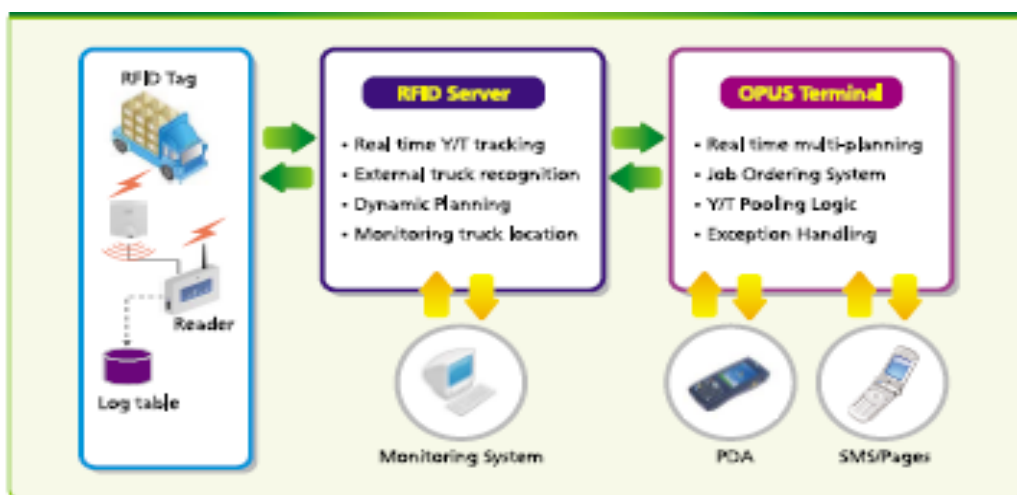 RFID Tag
Reader
Log table
RFID Server
• Real time Y/T tracking
• External truck recognition
• Dynamic Planning
• Monitoring truck location
OPUS Terminal
• Real time multi-planning
• Job Ordering System
• Y/T Pooling Logic
• Exception Handling
Monitoring System
PDA
SMS/Pages